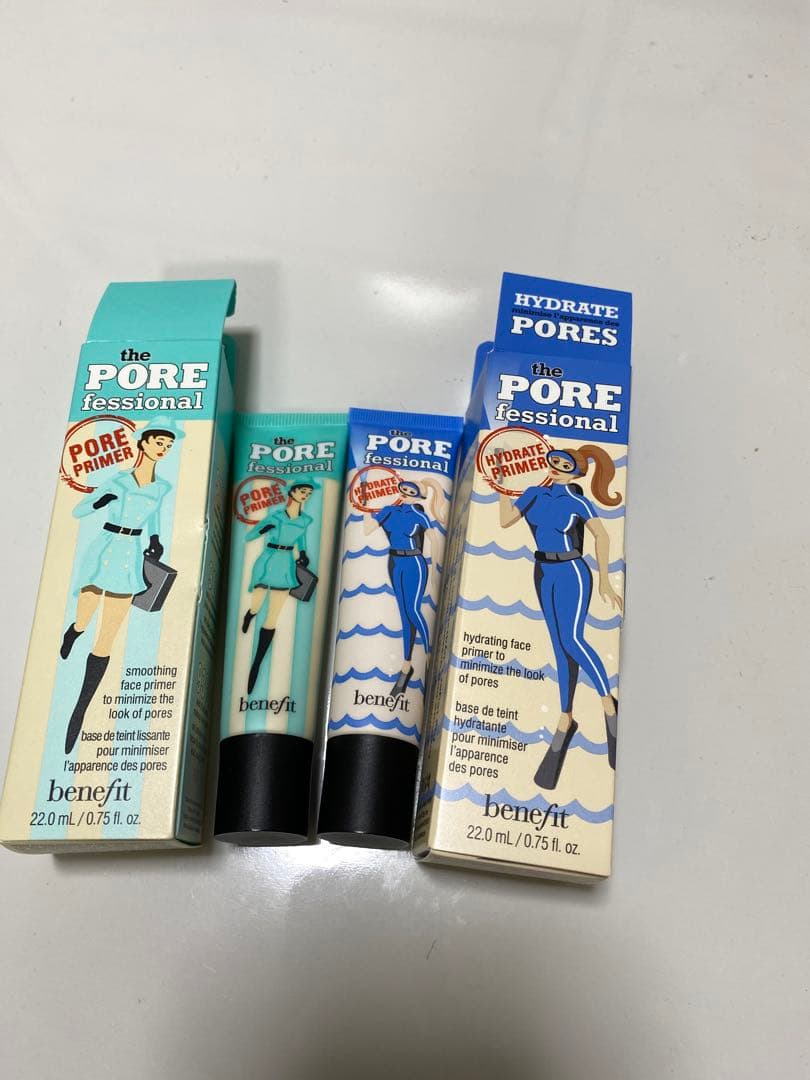 the
PORE
fessional
PORE
PRIMER
smoothing
face primer
to minimize the
look of pores
base de teint lissante
pour minimiser
l'apparence des pores
benefit
22.0 mL / 0.75 fl. oz.
the
PORE
fessional
PORE
PRIMER
benefit
the
PORE
fessional
HYDRATE
PRIMER
benefit
HYDRATE
minimise l'apparence des
PORES
the
PORE
fessional
HYDRATE
PRIMER
hydrating face
primer to
minimize the look
of pores
base de teint
hydratante
pour minimiser
l'apparence
des pores
benefit
22.0 mL / 0.75 fl. oz.